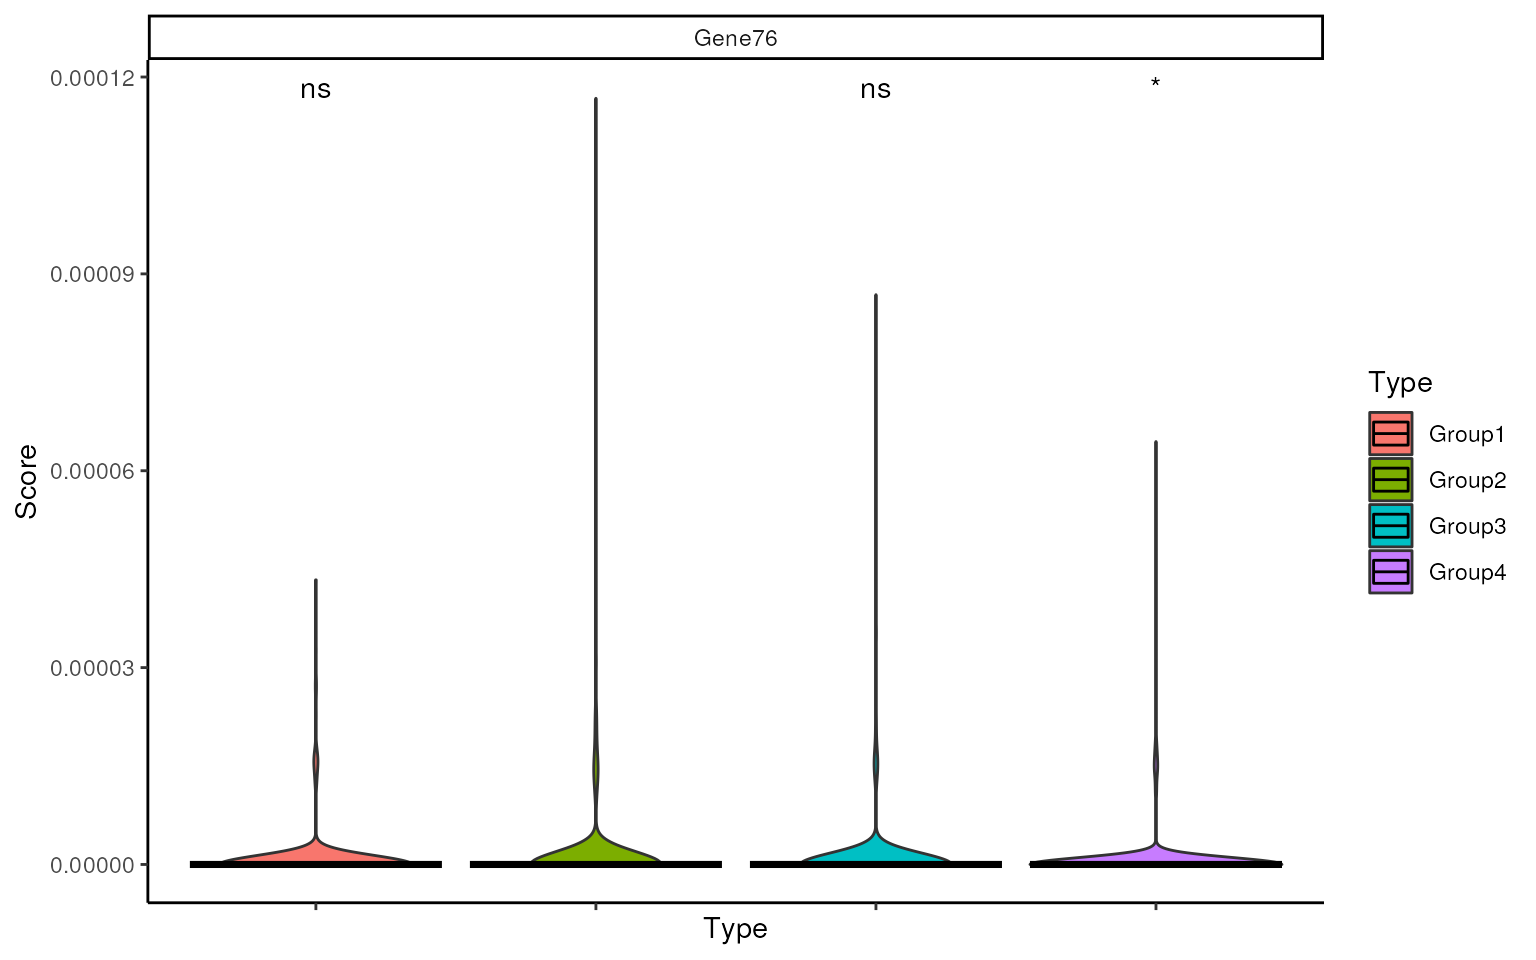 Gene76
ns ns *
0.00012
0.00009
0.00006
0.00003
0.00000
Score
Type
Type
Group1
Group2
Group3
Group4